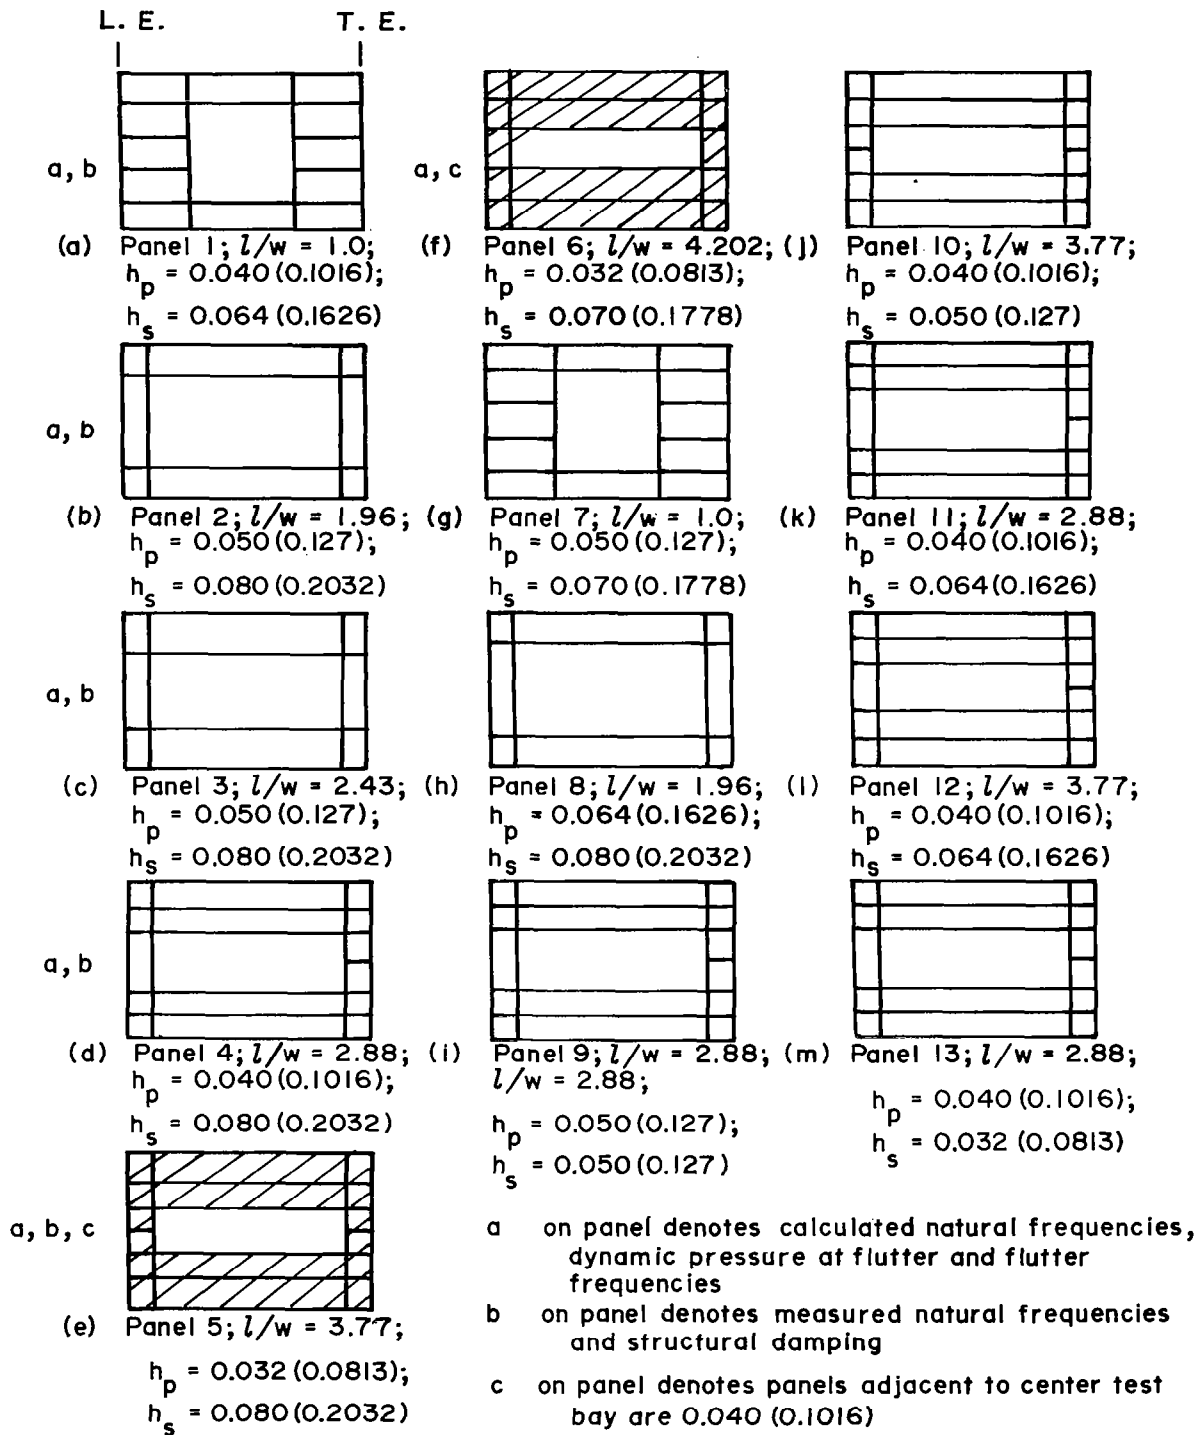 L. E. T. E.
a, b
(a) Panel 1; l/w = 1.0;
h_p = 0.040 (0.1016);
h_s = 0.064 (0.1626)
a, b
(b) Panel 2; l/w = 1.96;
h_p = 0.050 (0.127);
h_s = 0.080 (0.2032)
a, b
(c) Panel 3; l/w = 2.43;
h_p = 0.050 (0.127);
h_s = 0.080 (0.2032)
a, b
(d) Panel 4; l/w = 2.88;
h_p = 0.040 (0.1016);
h_s = 0.080 (0.2032)
a, b, c
(e) Panel 5; l/w = 3.77;
h_p = 0.032 (0.0813);
h_s = 0.080 (0.2032)
a, c
(f) Panel 6; l/w = 4.202;
h_p = 0.032 (0.0813);
h_s = 0.070 (0.1778)
(g) Panel 7; l/w = 1.0;
h_p = 0.050 (0.127);
h_s = 0.070 (0.1778)
(h) Panel 8; l/w = 1.96;
h_p = 0.064 (0.1626);
h_s = 0.080 (0.2032)
(i) Panel 9; l/w = 2.88;
l/w = 2.88;
h_p = 0.050 (0.127);
h_s = 0.050 (0.127)
(j) Panel 10; l/w = 3.77;
h_p = 0.040 (0.1016);
h_s = 0.050 (0.127)
(k) Panel 11; l/w = 2.88;
h_p = 0.040 (0.1016);
h_s = 0.064 (0.1626)
(l) Panel 12; l/w = 3.77;
h_p = 0.040 (0.1016);
h_s = 0.064 (0.1626)
(m) Panel 13; l/w = 2.88;
h_p = 0.040 (0.1016);
h_s = 0.032 (0.0813)
a on panel denotes calculated natural frequencies,
dynamic pressure at flutter and flutter
frequencies
b on panel denotes measured natural frequencies
and structural damping
c on panel denotes panels adjacent to center test
bay are 0.040 (0.1016)